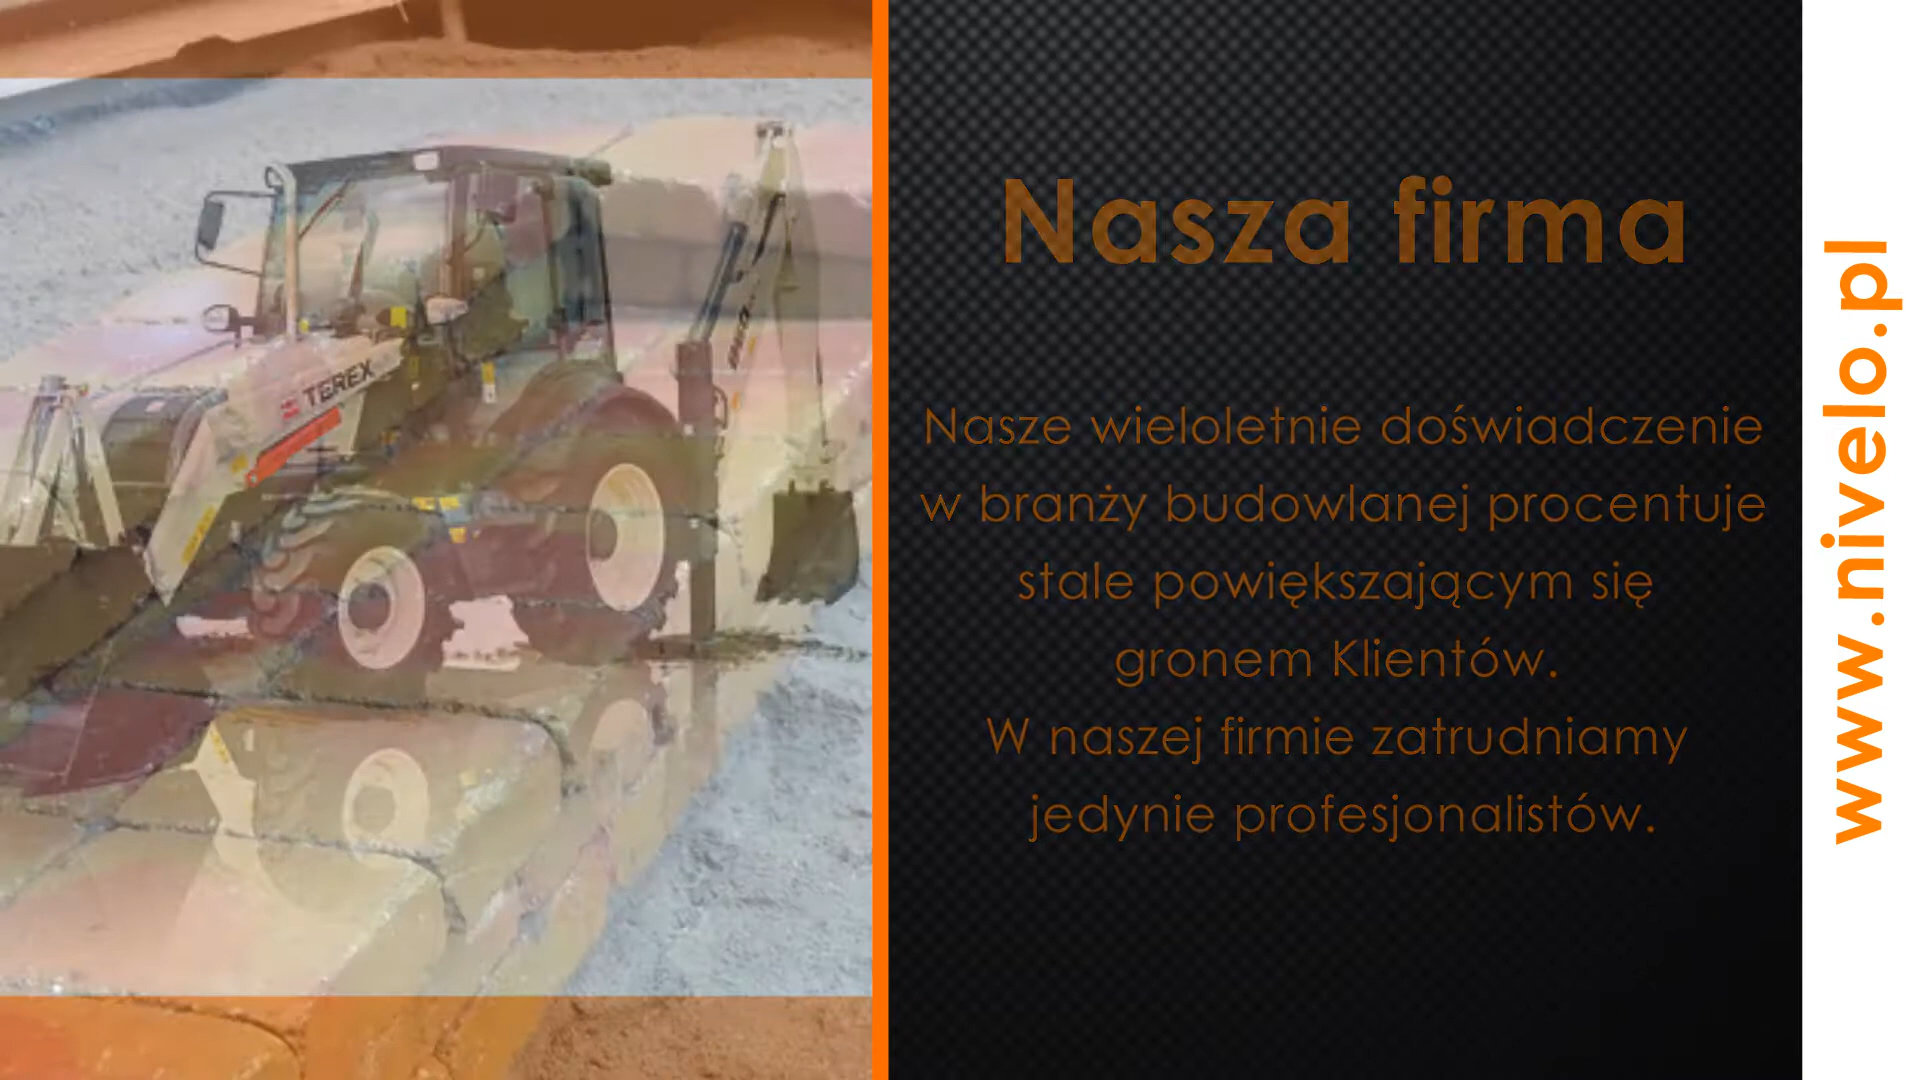 TEREX
Nasza firma
Nasze wieloletnie doświadczenie
w branży budowlanej procentuje
stale powiększającym się
gronem Klientów.
W naszej firmie zatrudniamy
jedynie profesjonalistów.
www.nivelo.pl